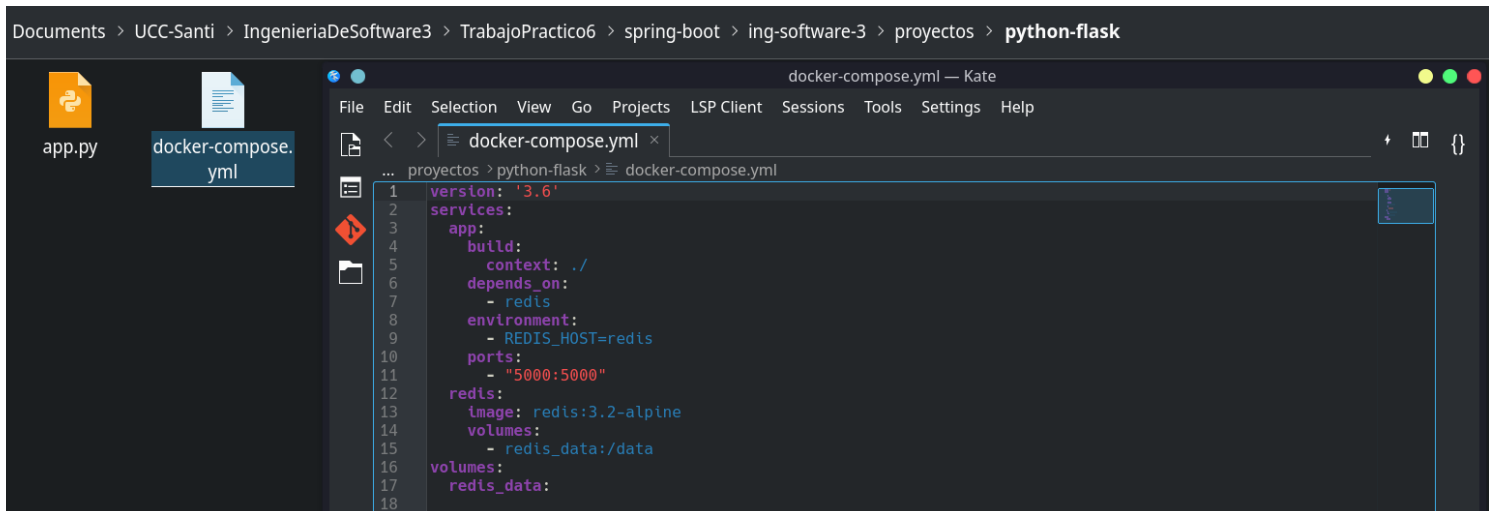 Documents > UCC-Santi > IngenieriaDeSoftware3 > TrabajoPractico6 > spring-boot > ing-software-3 > proyectos > python-flask
app.py
docker-compose.
yml
docker-compose.yml — Kate
File Edit Selection View Go Projects LSP Client Sessions Tools Settings Help
docker-compose.yml
... proyectos > python-flask > docker-compose.yml
1 version: '3.6'
2 services:
3   app:
4     build:
5       context: ./
6     depends_on:
7       - redis
8     environment:
9       - REDIS_HOST=redis
10     ports:
11       - "5000:5000"
12   redis:
13     image: redis:3.2-alpine
14     volumes:
15       - redis_data:/data
16 volumes:
17   redis_data:
18